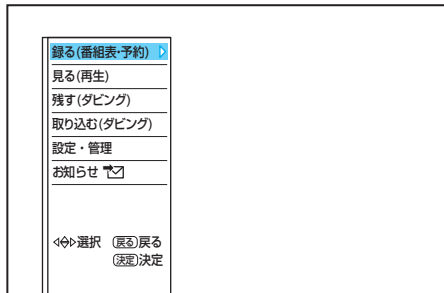 録る(番組表・予約)
見る(再生)
残す(ダビング)
取り込む(ダビング)
設定・管理
お知らせ
選択 戻る戻る
決定決定